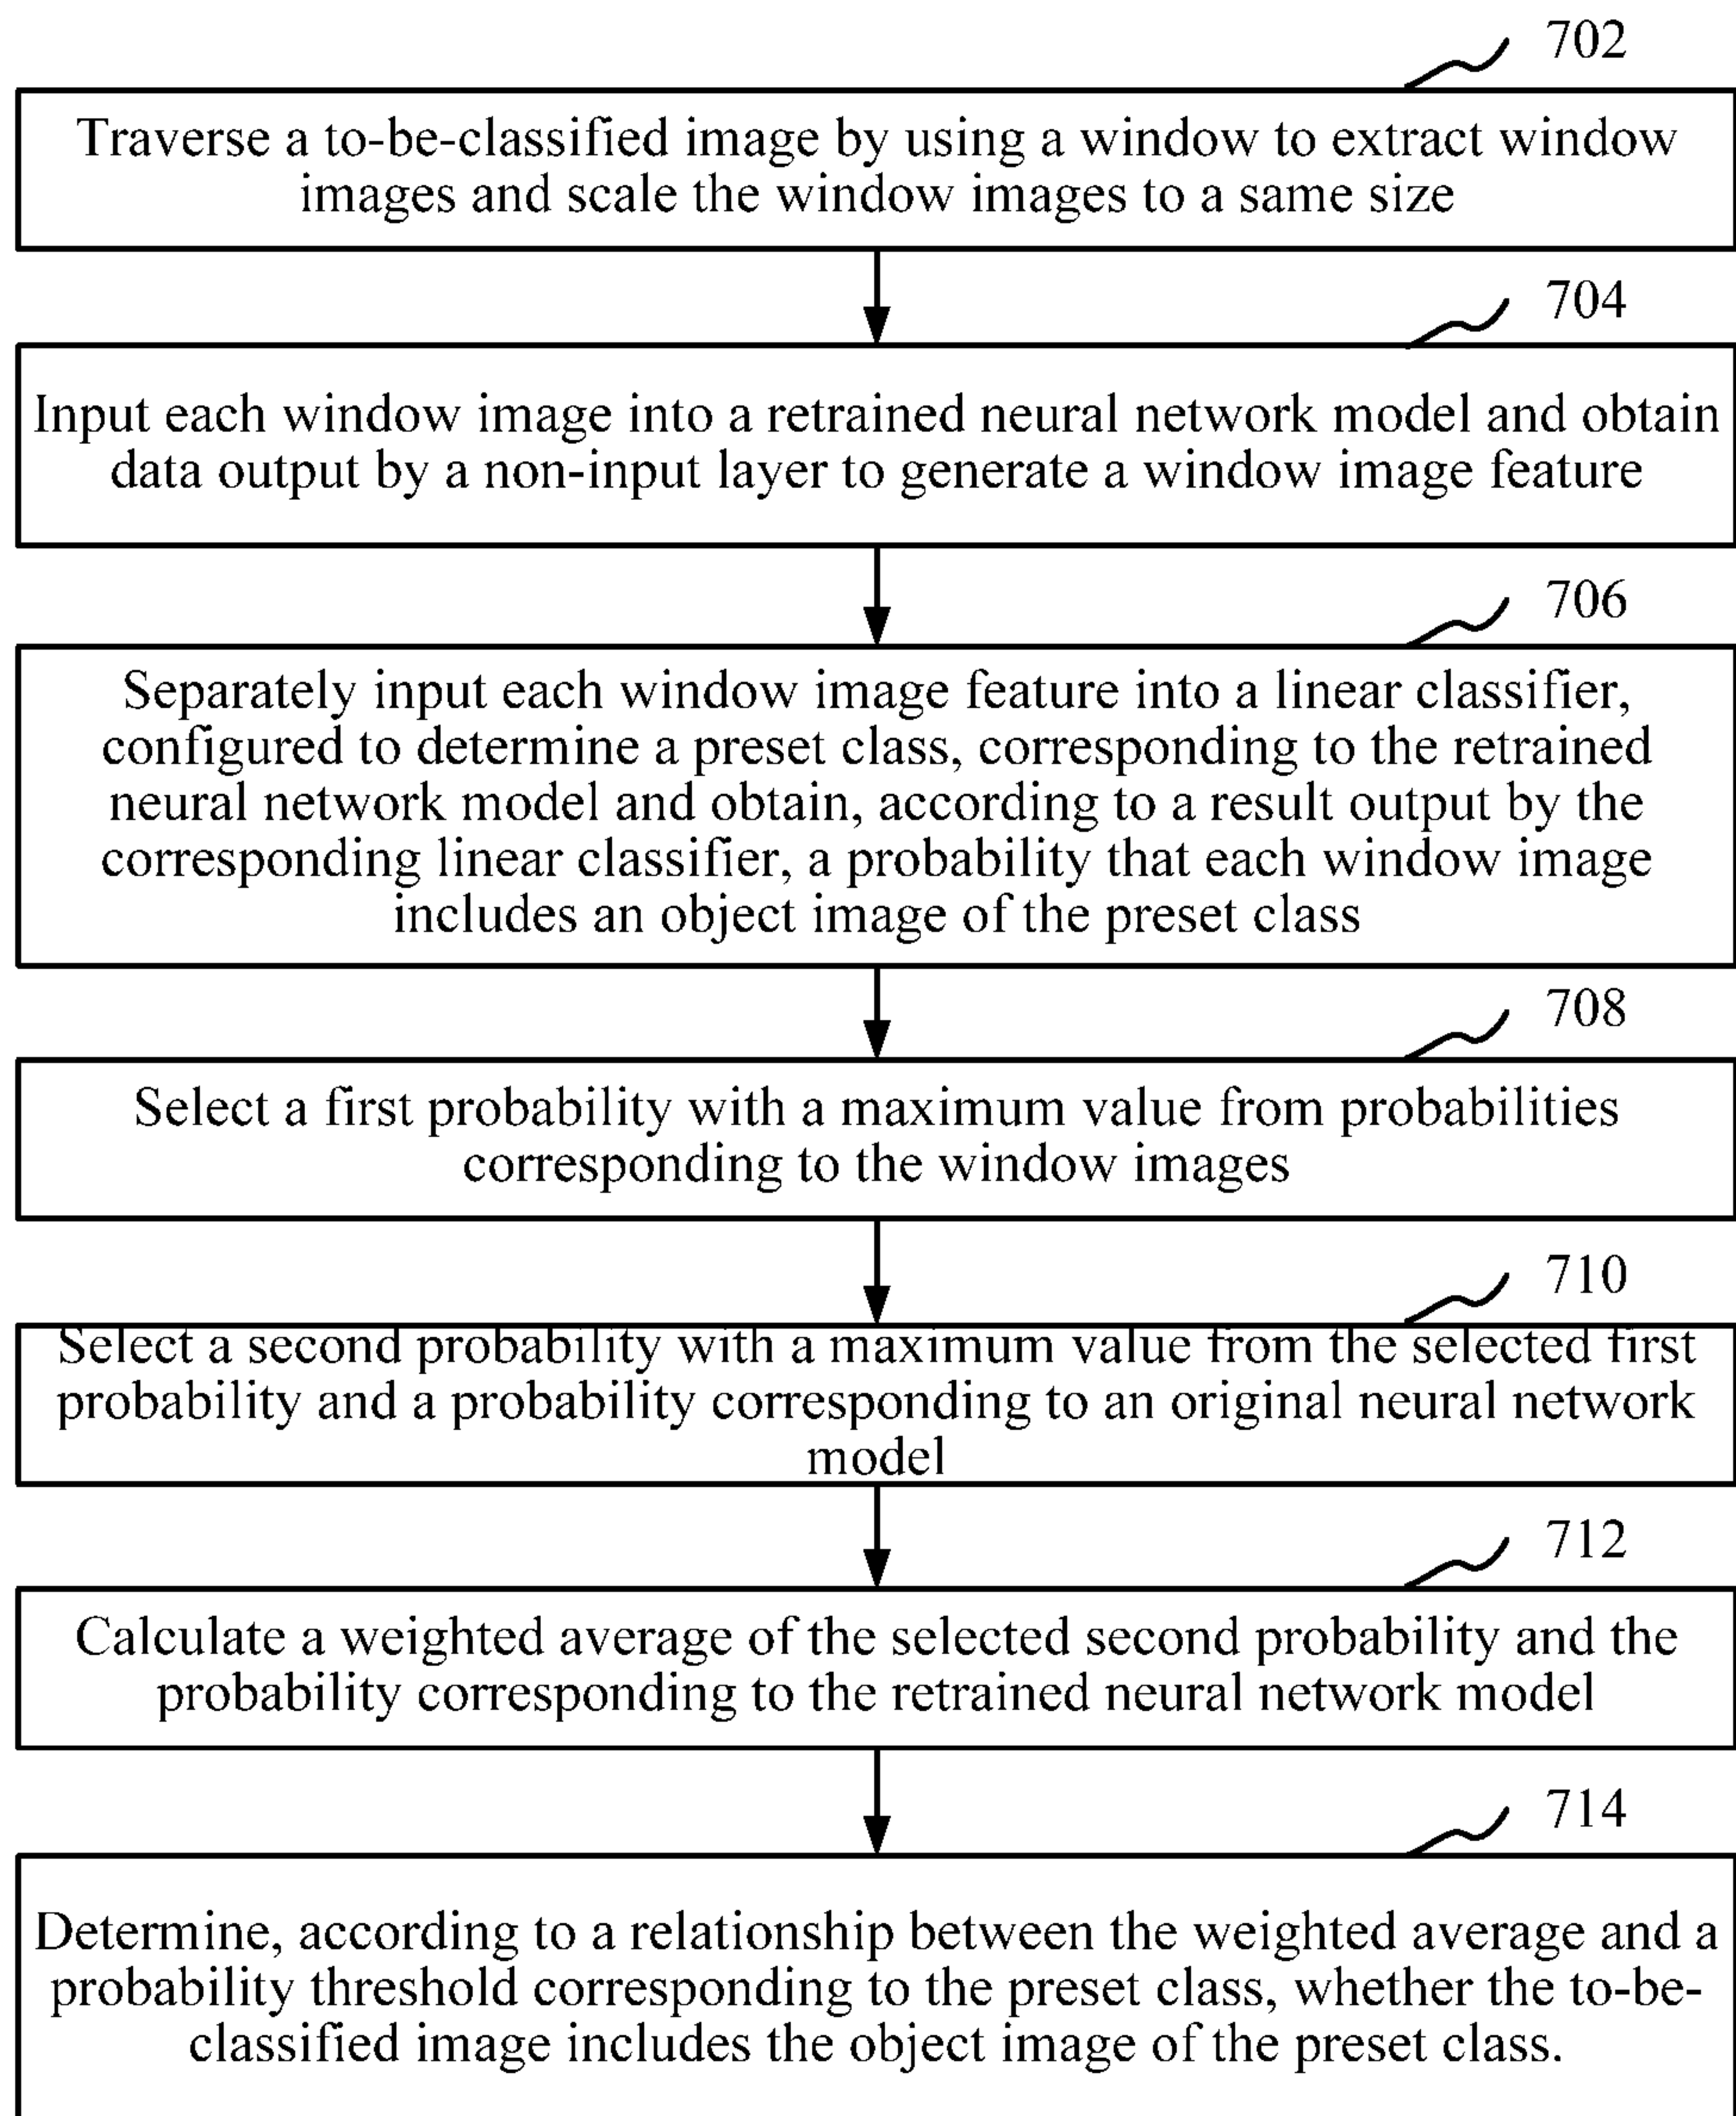 702
Traverse a to-be-classified image by using a window to extract window
images and scale the window images to a same size
704
Input each window image into a retrained neural network model and obtain
data output by a non-input layer to generate a window image feature
706
Separately input each window image feature into a linear classifier,
configured to determine a preset class, corresponding to the retrained
neural network model and obtain, according to a result output by the
corresponding linear classifier, a probability that each window image
includes an object image of the preset class
708
Select a first probability with a maximum value from probabilities
corresponding to the window images
710
Select a second probability with a maximum value from the selected first
probability and a probability corresponding to an original neural network
model
712
Calculate a weighted average of the selected second probability and the
probability corresponding to the retrained neural network model
714
Determine, according to a relationship between the weighted average and a
probability threshold corresponding to the preset class, whether the to-be-
classified image includes the object image of the preset class.